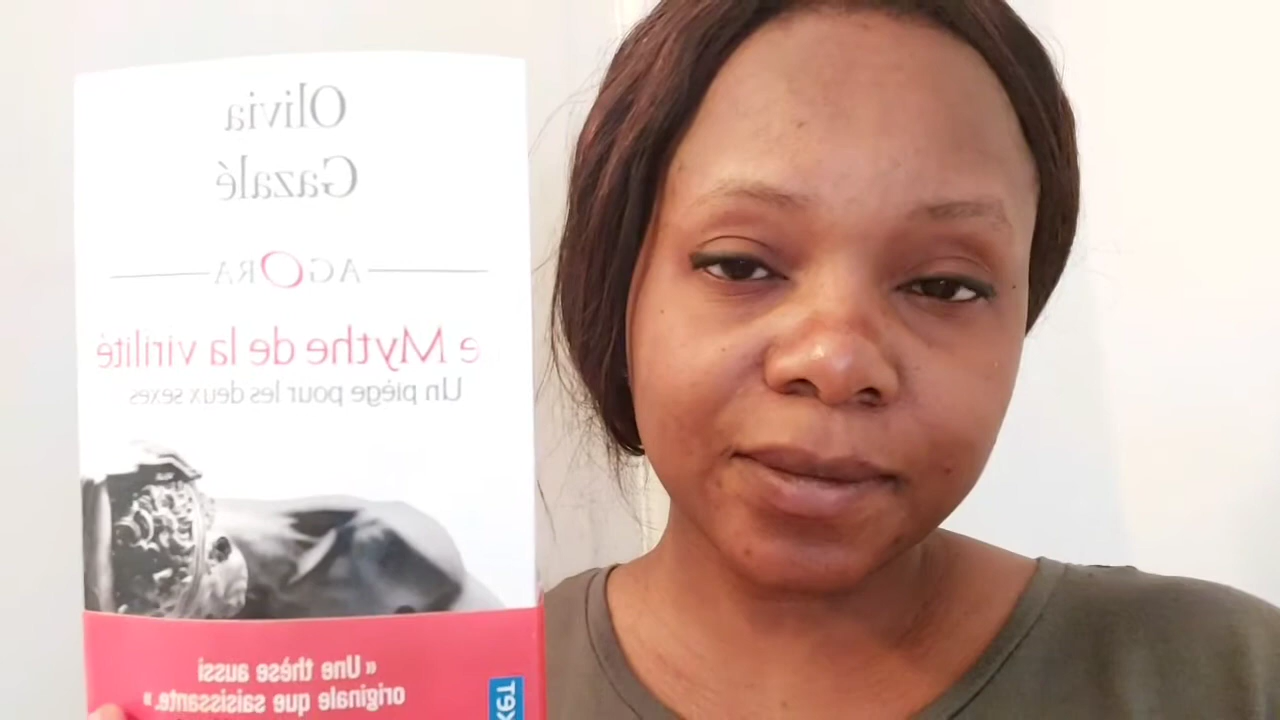 Olivia
Gazalé
AGORA
Le Mythe de la virilité
Un piège pour les deux sexes
« Une thèse aussi
originale que saisissante. »